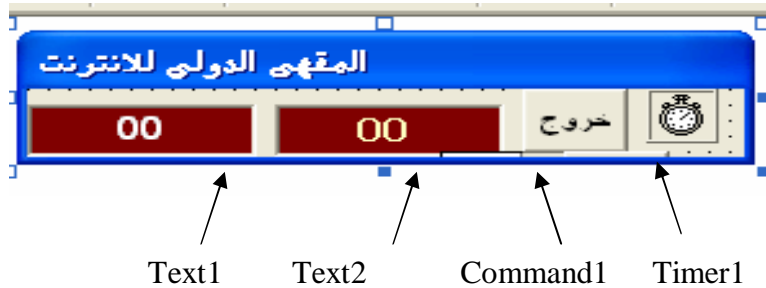 المقهى الدولي للانترنت
00 00 خروج
Text1 Text2 Command1 Timer1